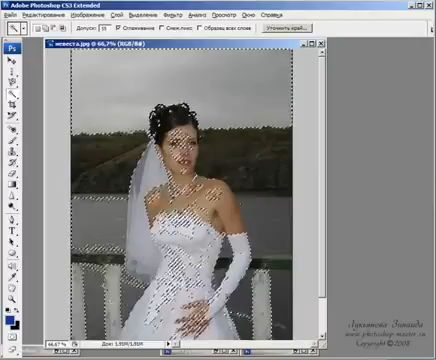 Adobe Photoshop CS3 Extended
Файл Редактирование Изображение Слой Выделение Фильтр Анализ Просмотр Окно Справка
Допуск: 15 Сглаживание Смеж.пикс. Образец всех слоев Уточнить край...
Ps
невеста.jpg @ 66,7% (RGB/8#)
66,67 % Док: 1,91M/1,91M
Лукьянова Зинаида
www.photoshop-master.ru
Copyright © 2008